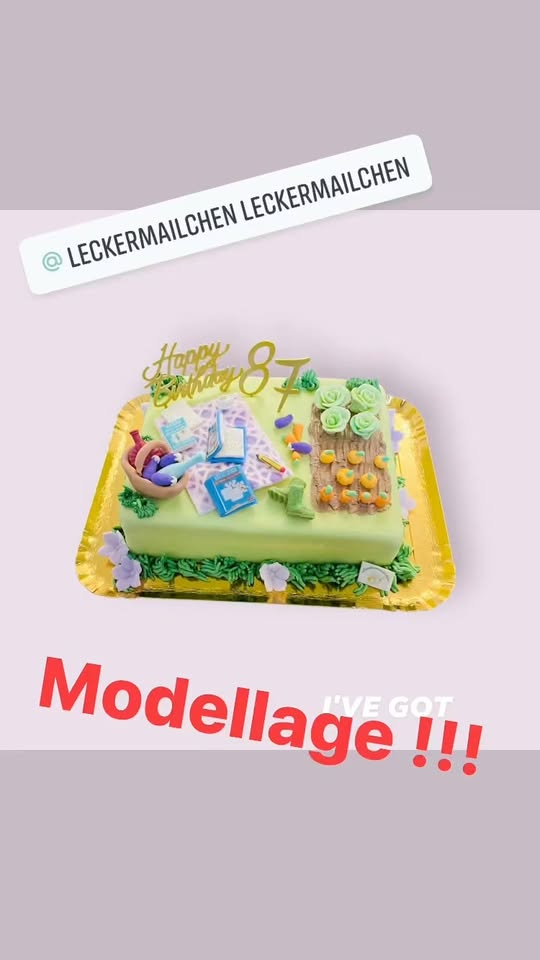 @ LECKERMAILCHEN LECKERMAILCHEN
Happy
Birthday 87
I'VE GOT
Modellage !!!